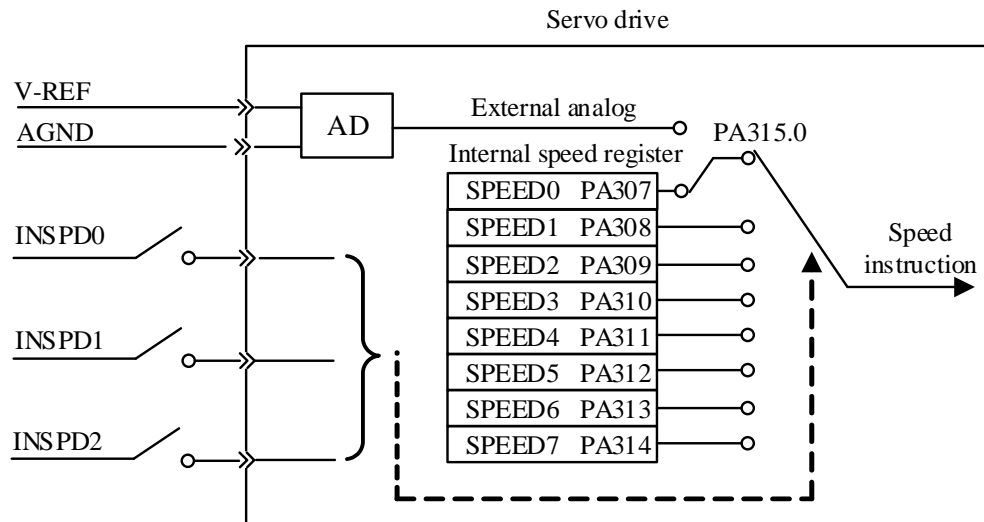 Servo drive
V-REF
AGND
AD
External analog
PA315.0
Internal speed register
SPEED0 PA307
SPEED1 PA308
SPEED2 PA309
SPEED3 PA310
SPEED4 PA311
SPEED5 PA312
SPEED6 PA313
SPEED7 PA314
INSPD0
INSPD1
INSPD2
Speed
instruction